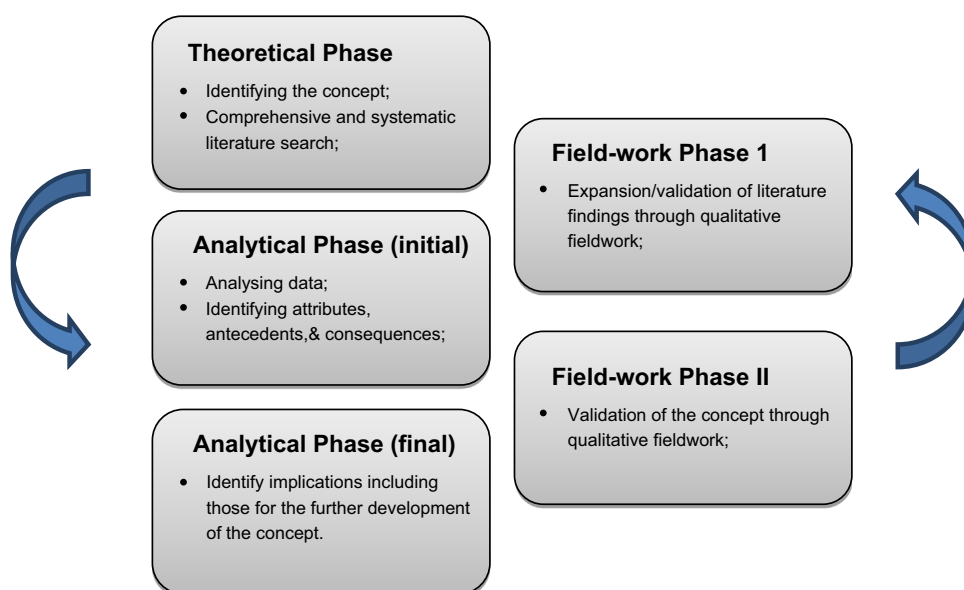 Theoretical Phase
• Identifying the concept;
• Comprehensive and systematic
literature search;
Field-work Phase 1
• Expansion/validation of literature
findings through qualitative
fieldwork;
Analytical Phase (initial)
• Analysing data;
• Identifying attributes,
antecedents,& consequences;
Field-work Phase II
• Validation of the concept through
qualitative fieldwork;
Analytical Phase (final)
• Identify implications including
those for the further development
of the concept.